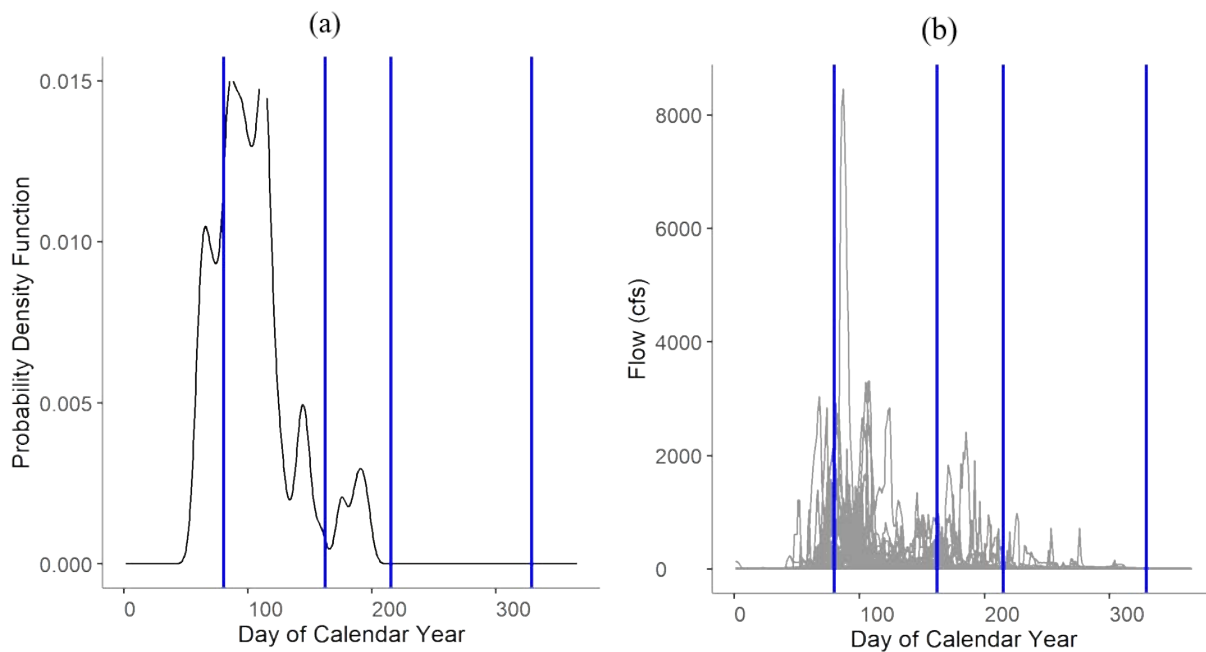 (a)
0.015
0.010
0.005
0.000
Probability Density Function
0 100 200 300
Day of Calendar Year
(b)
8000
6000
4000
2000
0
Flow (cfs)
0 100 200 300
Day of Calendar Year